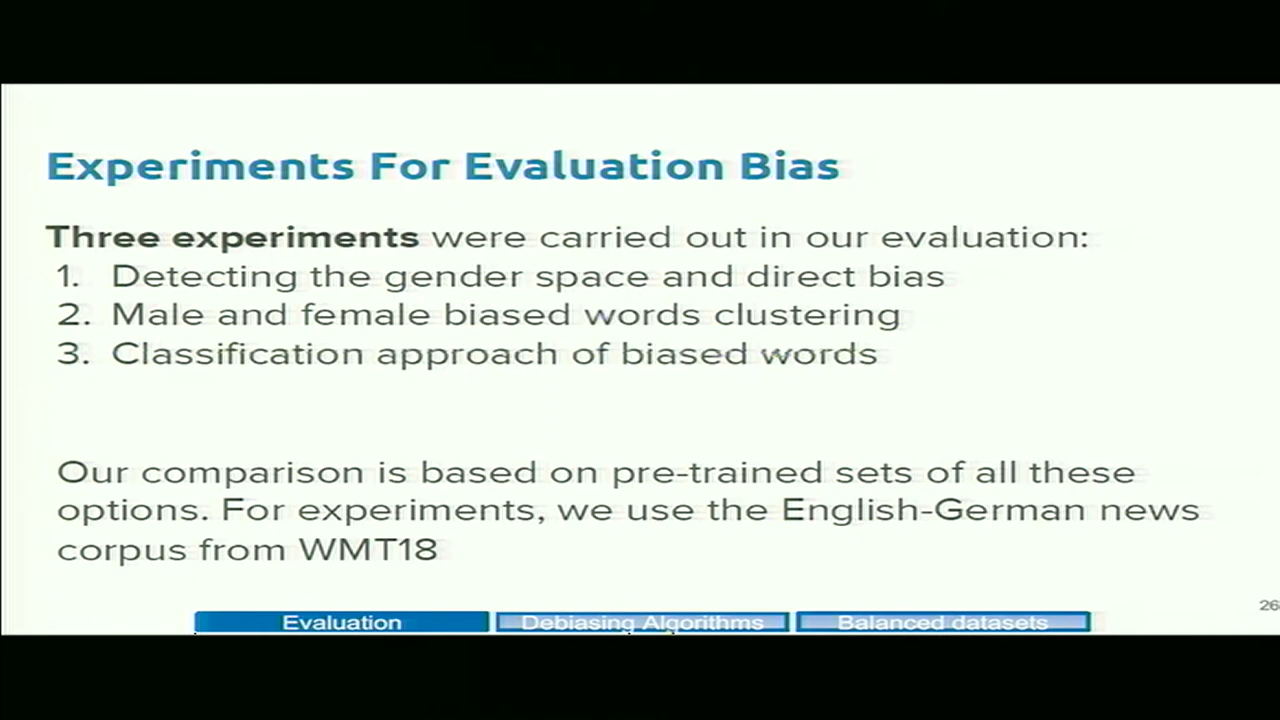 Experiments For Evaluation Bias
Three experiments were carried out in our evaluation:
1. Detecting the gender space and direct bias
2. Male and female biased words clustering
3. Classification approach of biased words
Our comparison is based on pre-trained sets of all these
options. For experiments, we use the English-German news
corpus from WMT18
26
Evaluation Debiasing Algorithms Balanced datasets